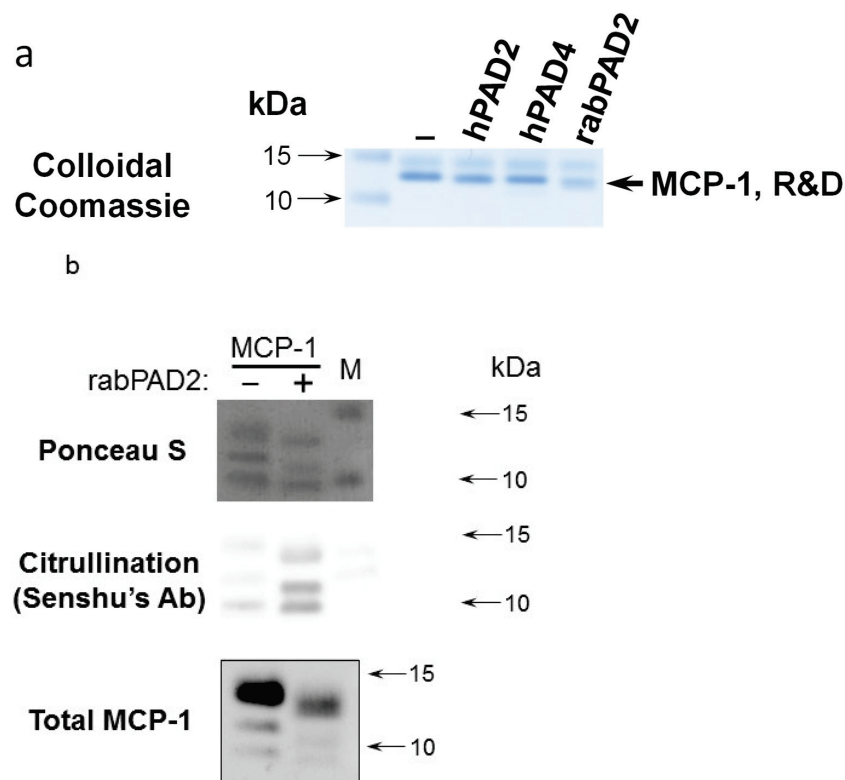 a
kDa
– hPAD2 hPAD4 rabPAD2
Colloidal
Coomassie
15
10
MCP-1, R&D
b
MCP-1
rabPAD2: – + M
kDa
Ponceau S
15
10
Citrullination
(Senshu's Ab)
15
10
Total MCP-1
15
10